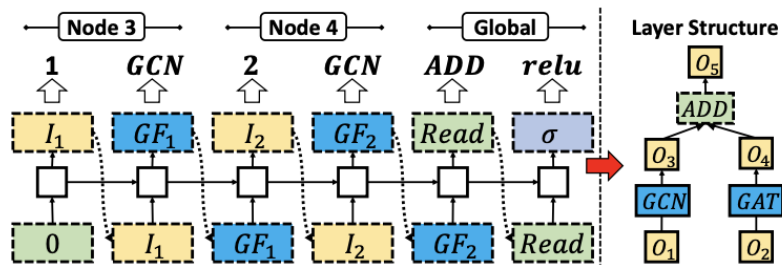 Node 3 Node 4 Global Layer Structure
1 GCN 2 GCN ADD relu
O₅
I₁ GF₁ I₂ GF₂ Read σ
ADD
O₃ O₄
GCN GAT
0 I₁ GF₁ I₂ GF₂ Read
O₁ O₂